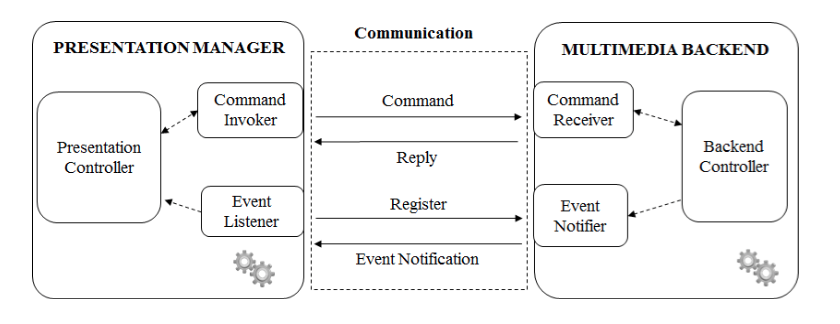 Communication
PRESENTATION MANAGER
Presentation
Controller
Command
Invoker
Event
Listener
Command
Reply
Register
Event Notification
MULTIMEDIA BACKEND
Command
Receiver
Event
Notifier
Backend
Controller